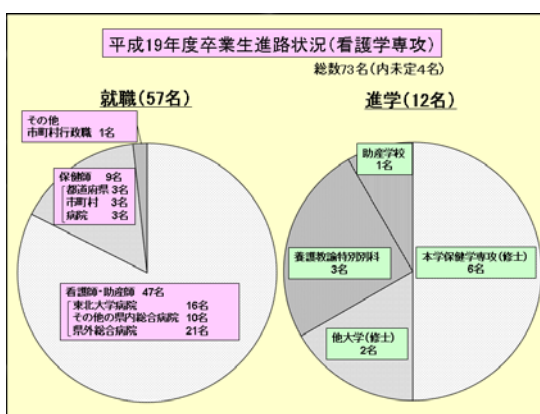 平成19年度卒業生進路状況(看護学専攻)
総数73名(内未定4名)
就職(57名)
その他
市町村行政職 1名
保健師 9名
都道府県 3名
市町村 3名
病院 3名
看護師・助産師 47名
東北大学病院 16名
その他の県内総合病院 10名
県外総合病院 21名
進学(12名)
助産学校
1名
養護教諭特別別科
3名
本学保健学専攻(修士)
6名
他大学(修士)
2名